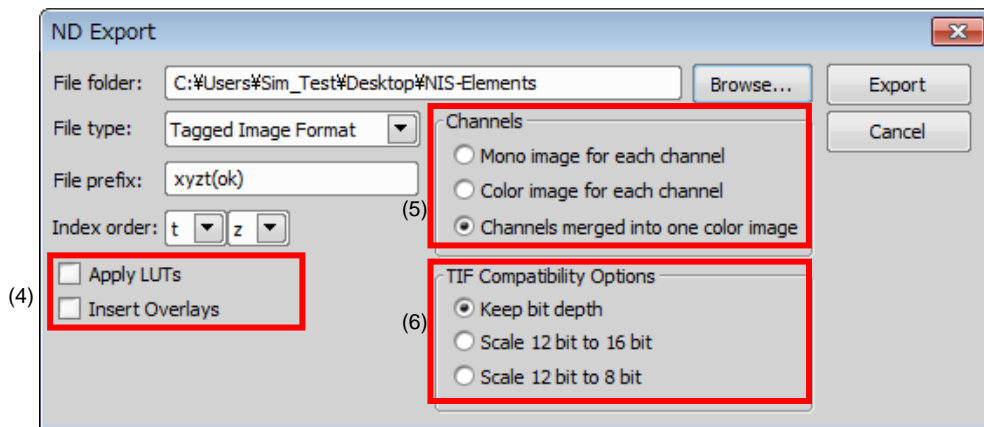 ND Export
File folder: C:¥Users¥Sim_Test¥Desktop¥NIS-Elements Browse... Export
File type: Tagged Image Format Channels Cancel
Mono image for each channel
File prefix: xyzt(ok) Color image for each channel
(5)
Index order: t z Channels merged into one color image
(4) Apply LUTs TIF Compatibility Options
Insert Overlays Keep bit depth
(6)
Scale 12 bit to 16 bit
Scale 12 bit to 8 bit